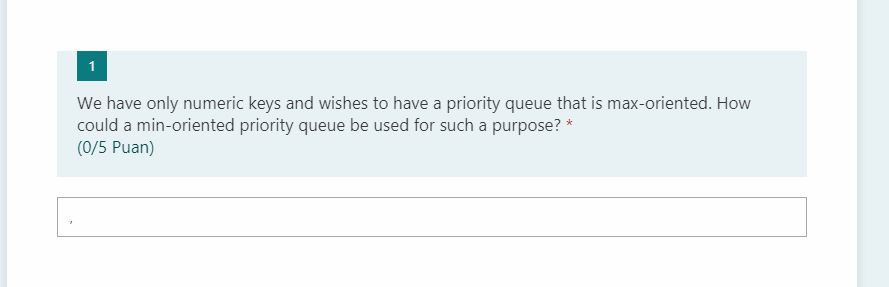 1
We have only numeric keys and wishes to have a priority queue that is max-oriented. How
could a min-oriented priority queue be used for such a purpose? *
(0/5 Puan)
,